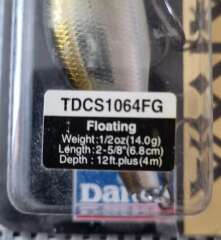 TDCS1064FG
Floating
Weight:1/2oz(14.0g)
Length:2-5/8"(6.8cm)
Depth : 12ft.plus(4m)